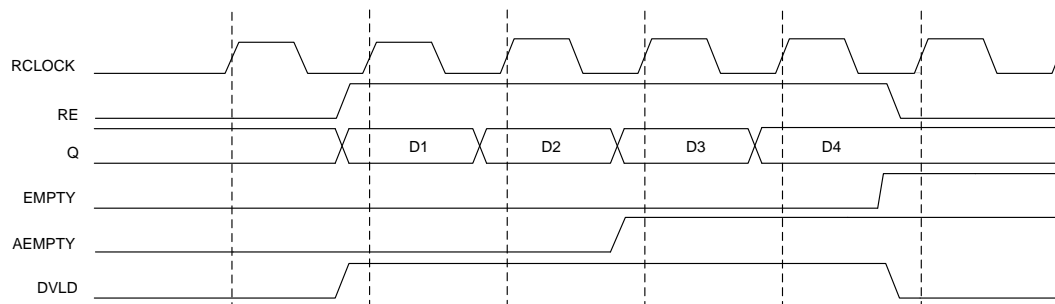 RCLOCK
RE
Q
D1 D2 D3 D4
EMPTY
AEMPTY
DVLD